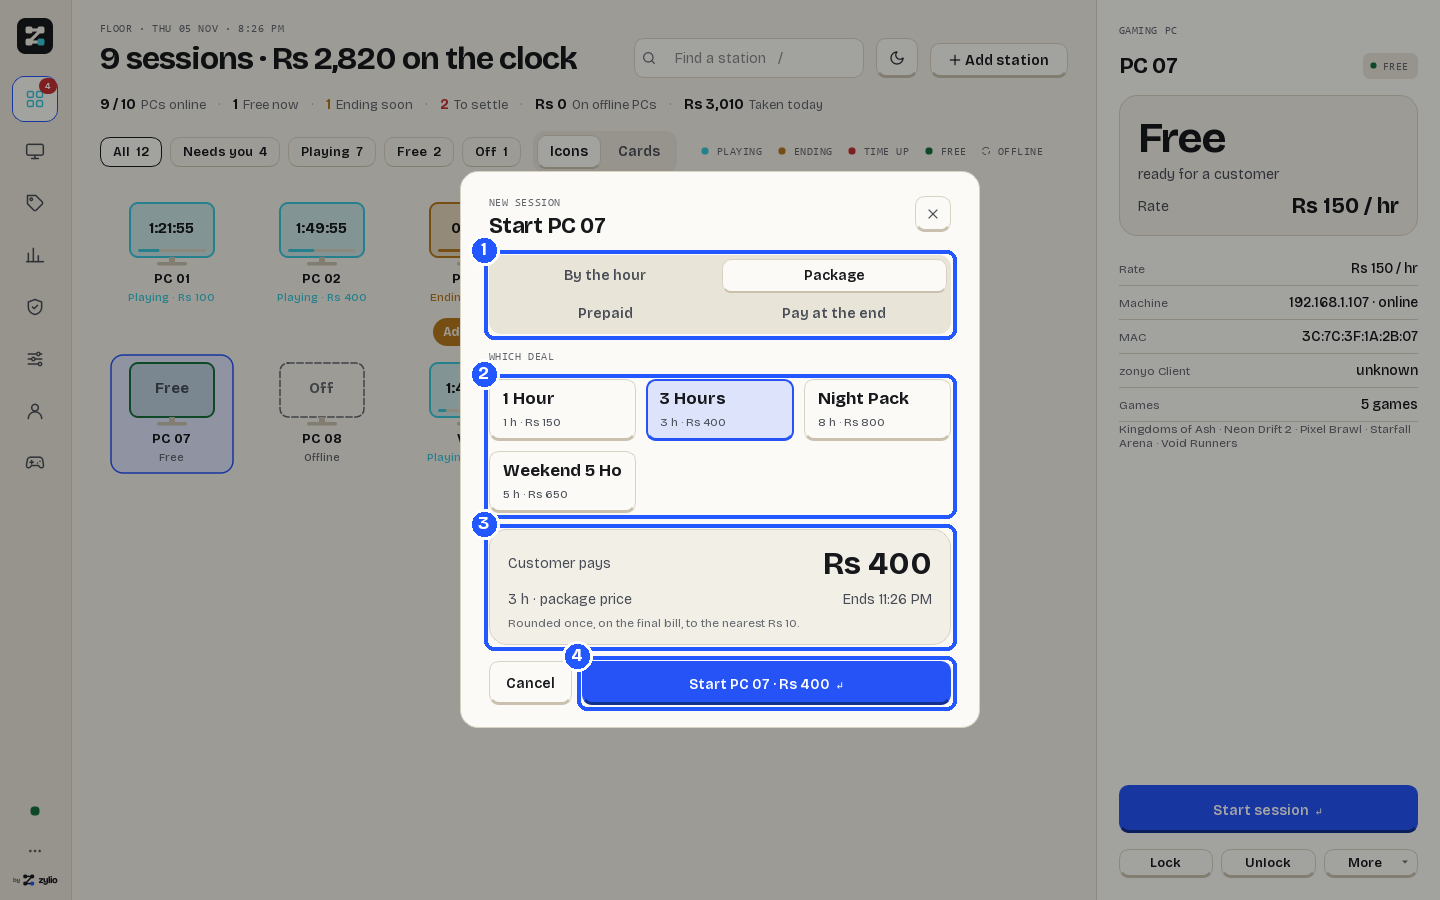 FLOOR · THU 05 NOV · 8:26 PM
9 sessions · Rs 2,820 on the clock
Find a station /
+ Add station
9 / 10 PCs online · 1 Free now · 1 Ending soon · 2 To settle · Rs 0 On offline PCs · Rs 3,010 Taken today
All 12
Needs you 4
Playing 7
Free 2
Off 1
Icons
Cards
PLAYING
ENDING
TIME UP
FREE
OFFLINE
4
1:21:55
PC 01
Playing · Rs 100
1:49:55
PC 02
Playing · Rs 400
Free
PC 07
Free
Off
PC 08
Offline
NEW SESSION
Start PC 07
1
By the hour
Package
Prepaid
Pay at the end
WHICH DEAL
2
1 Hour
1 h · Rs 150
3 Hours
3 h · Rs 400
Night Pack
8 h · Rs 800
Weekend 5 Ho
5 h · Rs 650
3
Customer pays
Rs 400
3 h · package price
Ends 11:26 PM
Rounded once, on the final bill, to the nearest Rs 10.
4
Cancel
Start PC 07 · Rs 400 ↲
GAMING PC
PC 07
FREE
Free
ready for a customer
Rate
Rs 150 / hr
Rate
Rs 150 / hr
Machine
192.168.1.107 · online
MAC
3C:7C:3F:1A:2B:07
zonyo Client
unknown
Games
5 games
Kingdoms of Ash · Neon Drift 2 · Pixel Brawl · Starfall
Arena · Void Runners
Start session ↲
Lock
Unlock
More
by zylio